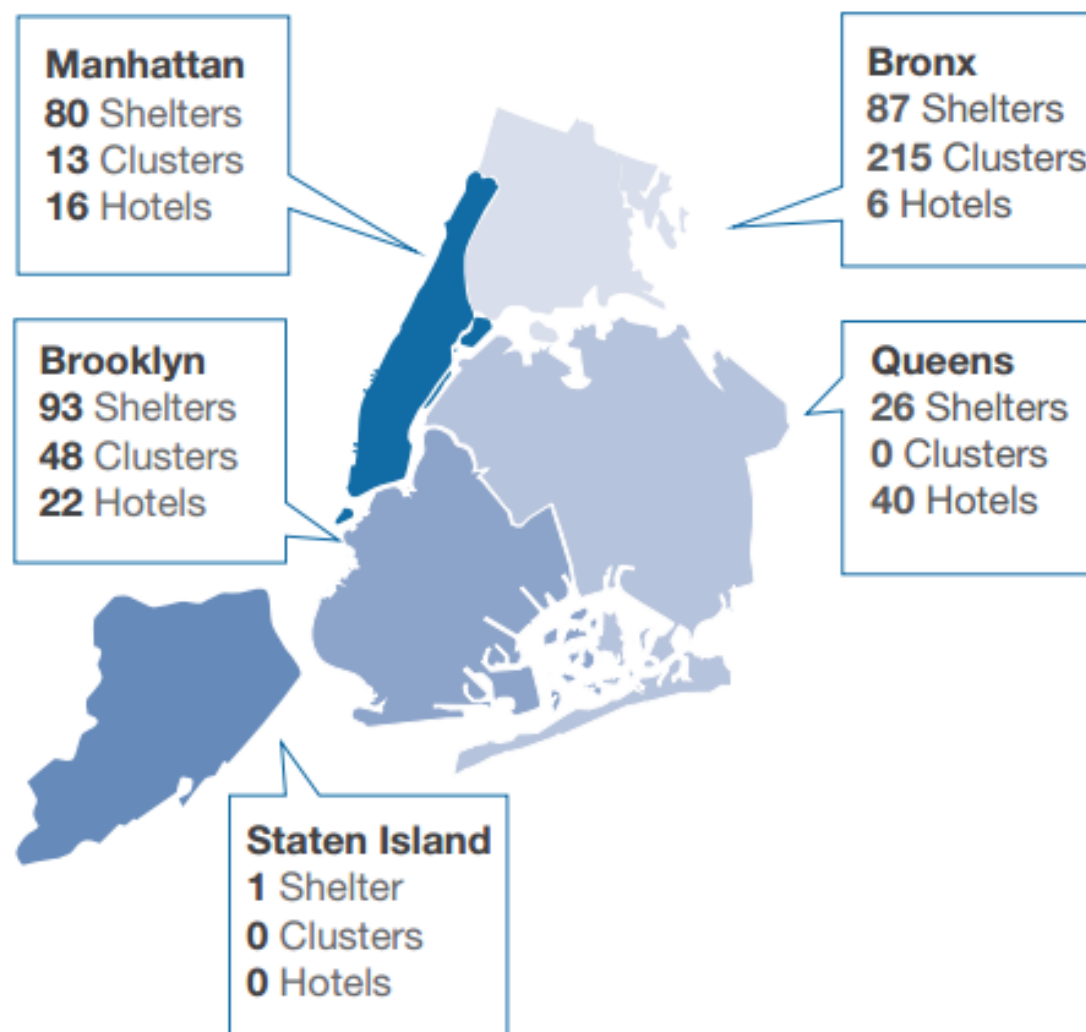 Manhattan
80 Shelters
13 Clusters
16 Hotels
Bronx
87 Shelters
215 Clusters
6 Hotels
Brooklyn
93 Shelters
48 Clusters
22 Hotels
Queens
26 Shelters
0 Clusters
40 Hotels
Staten Island
1 Shelter
0 Clusters
0 Hotels